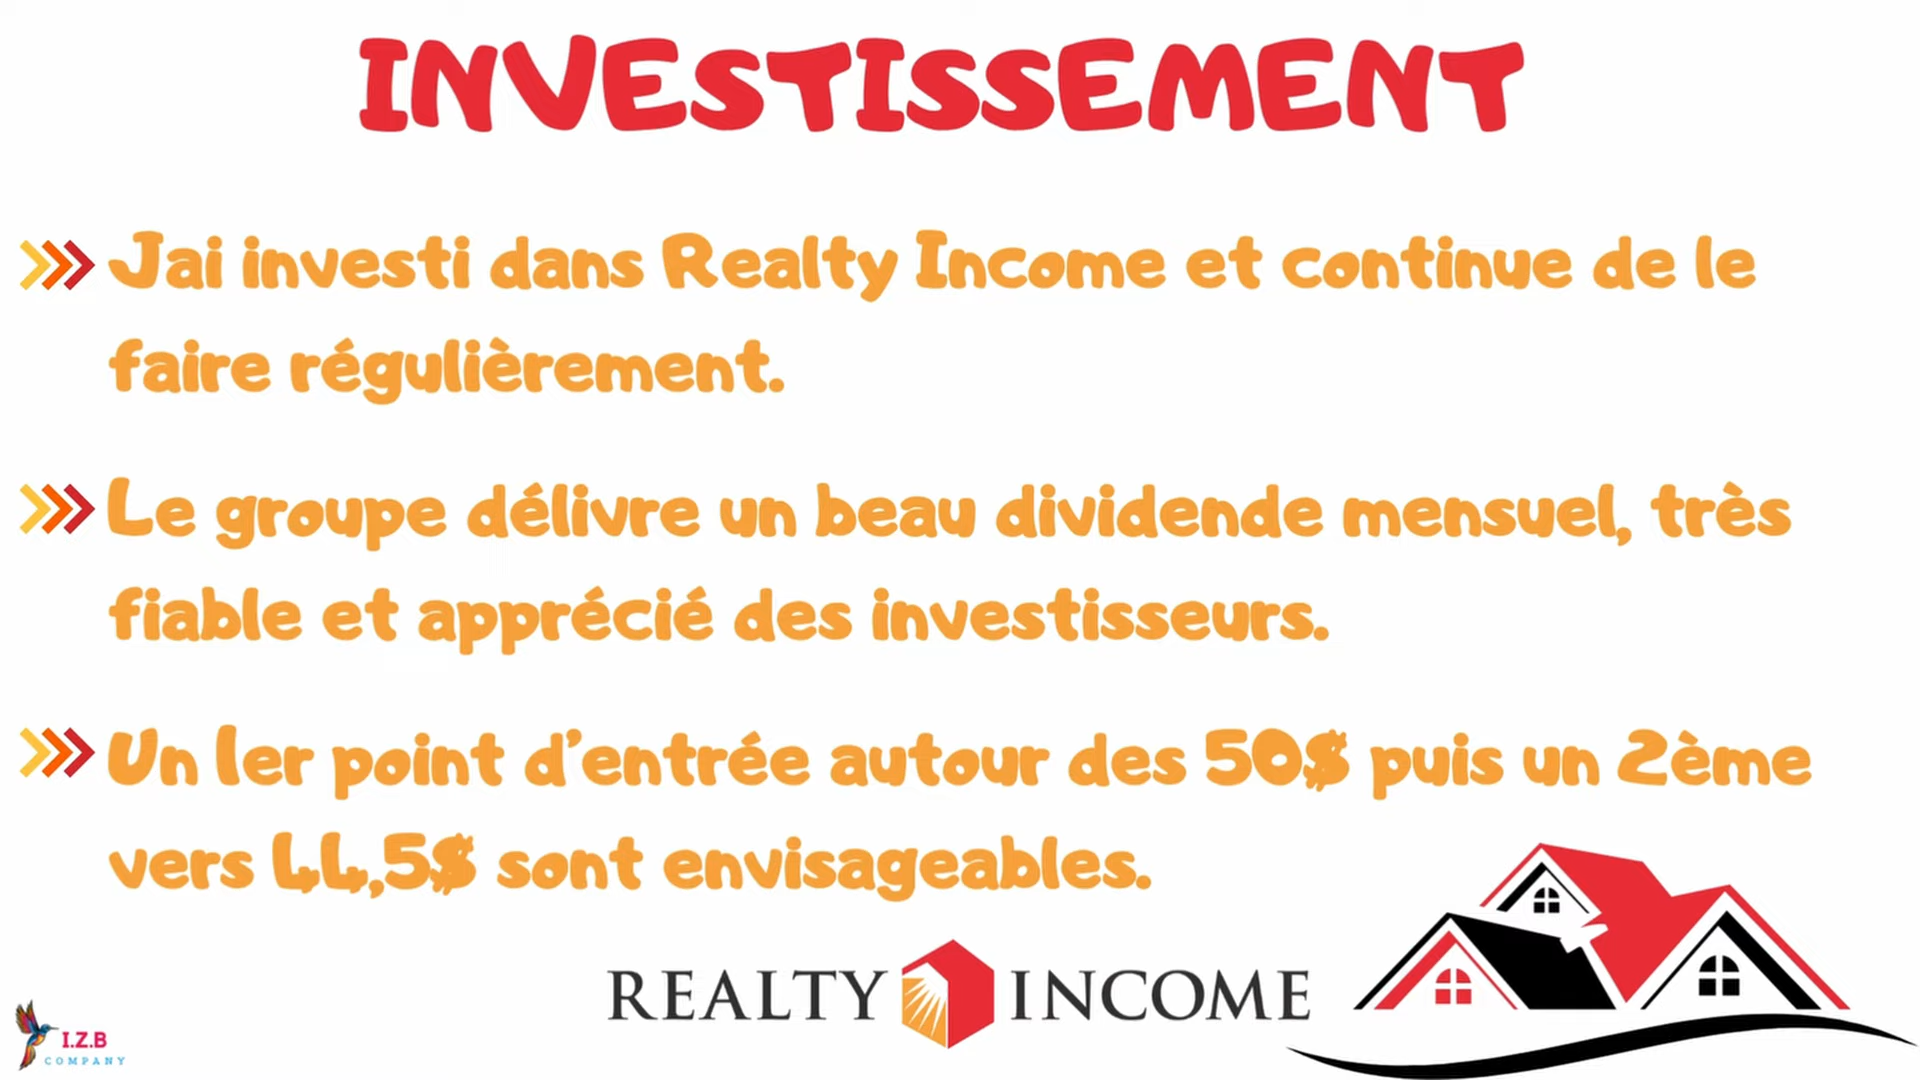 INVESTISSEMENT
Jai investi dans Realty Income et continue de le
faire régulièrement.
Le groupe délivre un beau dividende mensuel, très
fiable et apprécié des investisseurs.
Un 1er point d'entrée autour des 50$ puis un 2ème
vers 44,5$ sont envisageables.
REALTY INCOME
I.Z.B
COMPANY